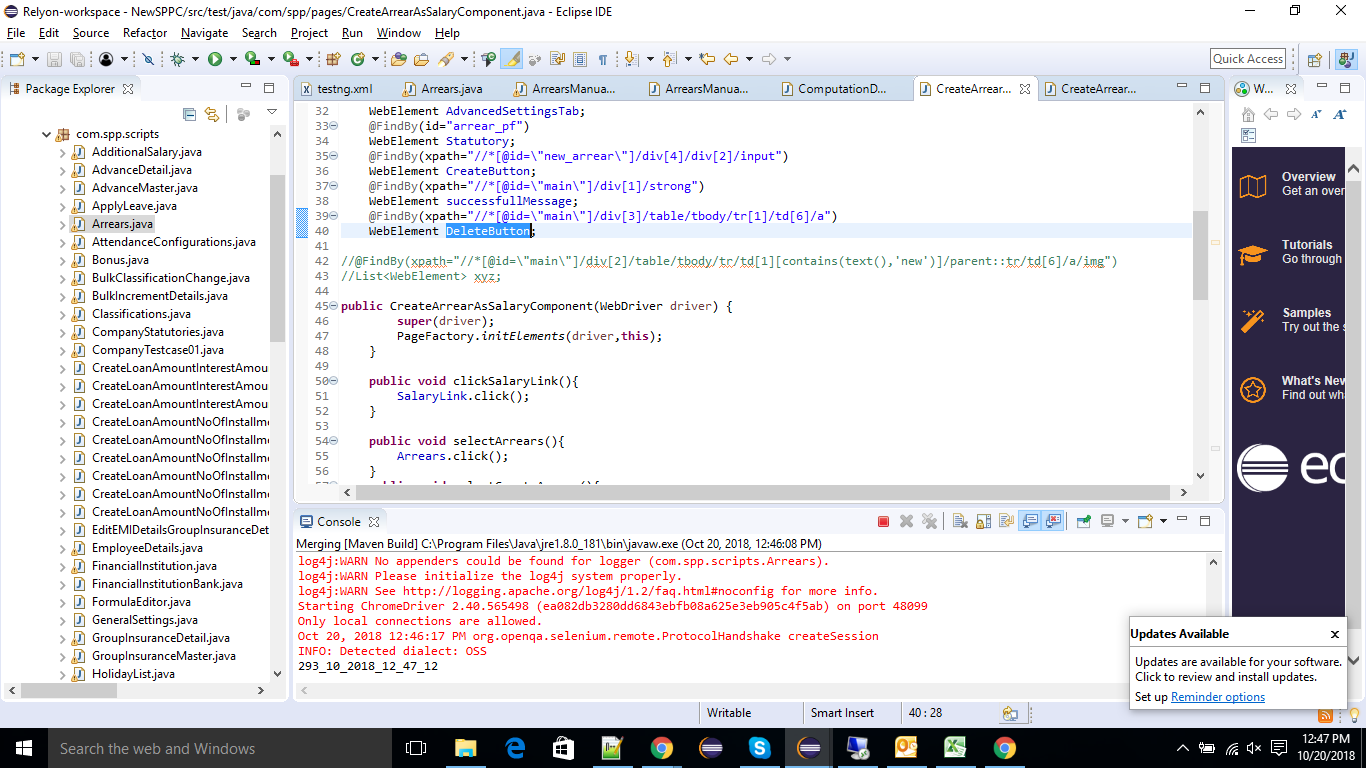 Relyon-workspace - NewSPPC/src/test/java/com/spp/pages/CreateArrearAsSalaryComponent.java - Eclipse IDE
File Edit Source Refactor Navigate Search Project Run Window Help
Quick Access
Package Explorer
com.spp.scripts
AdditionalSalary.java
AdvanceDetail.java
AdvanceMaster.java
ApplyLeave.java
Arrears.java
AttendanceConfigurations.java
Bonus.java
BulkClassificationChange.java
BulkIncrementDetails.java
Classifications.java
CompanyStatutories.java
CompanyTestcase01.java
CreateLoanAmountInterestAmou
CreateLoanAmountInterestAmou
CreateLoanAmountInterestAmou
CreateLoanAmountNoOfInstallme
CreateLoanAmountNoOfInstallme
CreateLoanAmountNoOfInstallme
CreateLoanAmountNoOfInstallme
CreateLoanAmountNoOfInstallme
CreateLoanAmountNoOfInstallme
EditEMIDetailsGroupInsuranceDet
EmployeeDetails.java
FinancialInstitution.java
FinancialInstitutionBank.java
FormulaEditor.java
GeneralSettings.java
GroupInsuranceDetail.java
GroupInsuranceMaster.java
HolidayList.java
testng.xml Arrears.java ArrearsManua... ArrearsManua... ComputationD... CreateArrear... CreateArrear...
32 WebElement AdvancedSettingsTab;
33 @FindBy(id="arrear_pf")
34 WebElement Statutory;
35 @FindBy(xpath="//*[@id=\"new_arrear\"]/div[4]/div[2]/input")
36 WebElement CreateButton;
37 @FindBy(xpath="//*[@id=\"main\"]/div[1]/strong")
38 WebElement successfullMessage;
39 @FindBy(xpath="//*[@id=\"main\"]/div[3]/table/tbody/tr[1]/td[6]/a")
40 WebElement DeleteButton;
41
42 //@FindBy(xpath="//*[@id=\"main\"]/div[2]/table/tbody/tr/td[1][contains(text(),'new')]/parent::tr/td[6]/a/img")
43 //List<WebElement> xyz;
44
45 public CreateArrearAsSalaryComponent(WebDriver driver) {
46 super(driver);
47 PageFactory.initElements(driver,this);
48 }
49
50 public void clickSalaryLink(){
51 SalaryLink.click();
52 }
53
54 public void selectArrears(){
55 Arrears.click();
56 }
W...
Overview
Get an over
Tutorials
Go through
Samples
Try out the s
What's New
Find out wha
ec
Console
Merging [Maven Build] C:\Program Files\Java\jre1.8.0_181\bin\javaw.exe (Oct 20, 2018, 12:46:08 PM)
log4j:WARN No appenders could be found for logger (com.spp.scripts.Arrears).
log4j:WARN Please initialize the log4j system properly.
log4j:WARN See http://logging.apache.org/log4j/1.2/faq.html#noconfig for more info.
Starting ChromeDriver 2.40.565498 (ea082db3280dd6843ebfb08a625e3eb905c4f5ab) on port 48099
Only local connections are allowed.
Oct 20, 2018 12:46:17 PM org.openqa.selenium.remote.ProtocolHandshake createSession
INFO: Detected dialect: OSS
293_10_2018_12_47_12
Updates Available
Updates are available for your software.
Click to review and install updates.
Set up Reminder options
Writable Smart Insert 40 : 28
Search the web and Windows
12:47 PM
10/20/2018